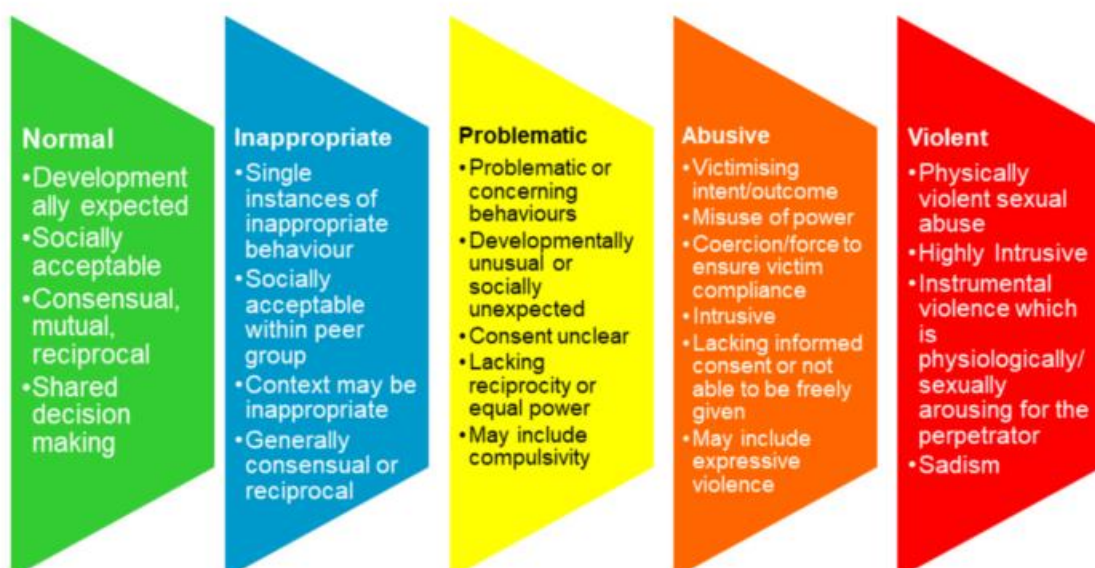 Normal
•Development
ally expected
•Socially
acceptable
•Consensual,
mutual,
reciprocal
•Shared
decision
making
Inappropriate
•Single
instances of
inappropriate
behaviour
•Socially
acceptable
within peer
group
•Context may be
inappropriate
•Generally
consensual or
reciprocal
Problematic
•Problematic or
concerning
behaviours
•Developmentally
unusual or
socially
unexpected
•Consent unclear
•Lacking
reciprocity or
equal power
•May include
compulsivity
Abusive
•Victimising
intent/outcome
•Misuse of power
•Coercion/force to
ensure victim
compliance
•Intrusive
•Lacking informed
consent or not
able to be freely
given
•May include
expressive
violence
Violent
•Physically
violent sexual
abuse
•Highly Intrusive
•Instrumental
violence which
is
physiologically/
sexually
arousing for the
perpetrator
•Sadism